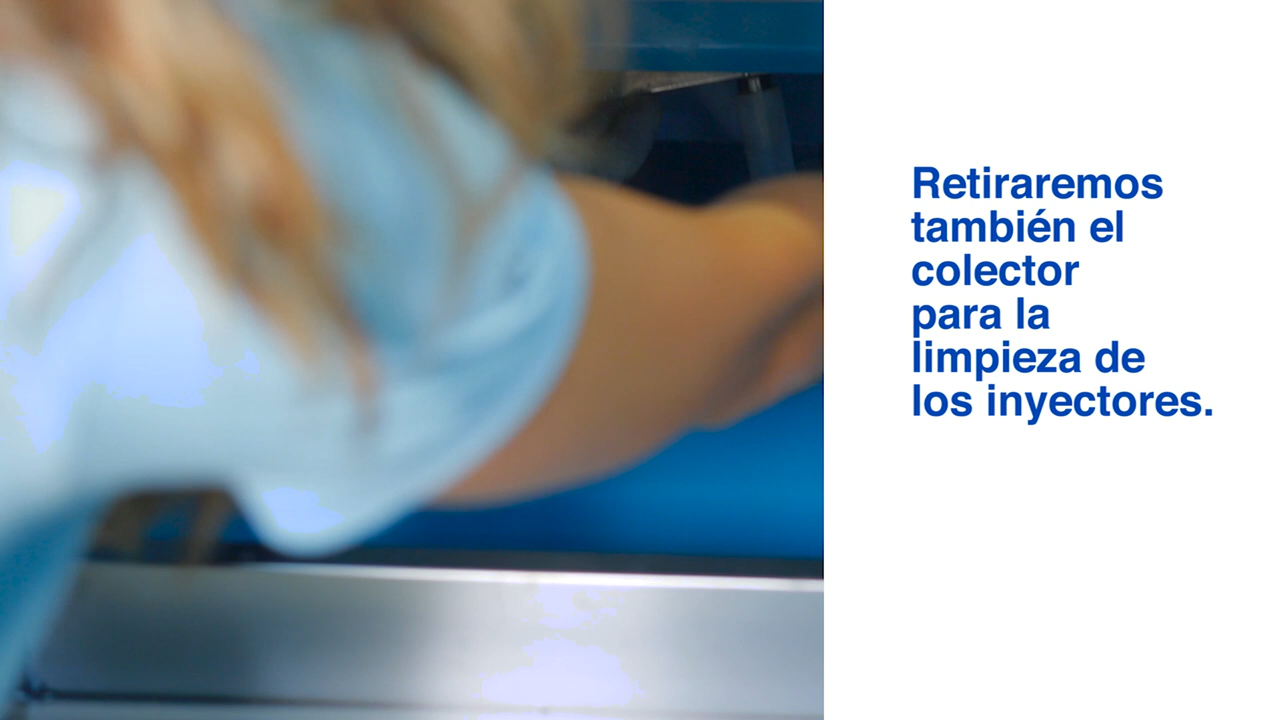 Retiraremos
también el
colector
para la
limpieza de
los inyectores.